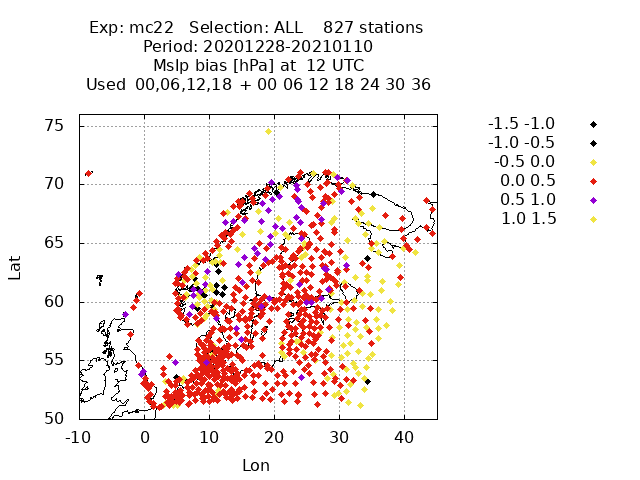 Exp: mc22 Selection: ALL 827 stations
Period: 20201228-20210110
Mslp bias [hPa] at 12 UTC
Used 00,06,12,18 + 00 06 12 18 24 30 36
-1.5 -1.0
-1.0 -0.5
-0.5 0.0
0.0 0.5
0.5 1.0
1.0 1.5
75
70
65
60
55
50
Lat
-10 0 10 20 30 40
Lon